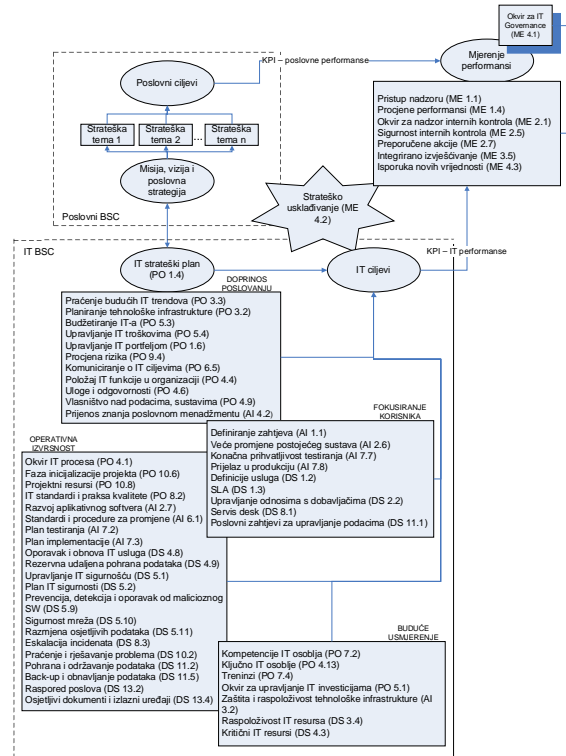 Okvir za IT
Governance
(ME 4.1)
Mjerenje
performansi
KPI – poslovne performanse
Poslovni ciljevi
Strateška
tema 1
Strateška
tema 2
...
Strateška
tema n
Misija, vizija i
poslovna
strategija
Poslovni BSC
Pristup nadzoru (ME 1.1)
Procjene performansi (ME 1.4)
Okvir za nadzor internih kontrola (ME 2.1)
Sigurnost internih kontrola (ME 2.5)
Preporučene akcije (ME 2.7)
Integrirano izvješćivanje (ME 3.5)
Isporuka novih vrijednosti (ME 4.3)
Strateško
usklađivanje (ME
4.2)
IT BSC
KPI – IT performanse
IT strateški plan
(PO 1.4)
IT ciljevi
DOPRINOS
POSLOVANJU
Praćenje budućih IT trendova (PO 3.3)
Planiranje tehnološke infrastrukture (PO 3.2)
Budžetiranje IT-a (PO 5.3)
Upravljanje IT troškovima (PO 5.4)
Upravljanje IT portfeljom (PO 1.6)
Procjena rizika (PO 9.4)
Komuniciranje o IT ciljevima (PO 6.5)
Položaj IT funkcije u organizaciji (PO 4.4)
Uloge i odgovornosti (PO 4.6)
Vlasništvo nad podacima, sustavima (PO 4.9)
Prijenos znanja poslovnom menadžmentu (AI 4.2)
FOKUSIRANJE
KORISNIKA
Definiranje zahtjeva (AI 1.1)
Veće promjene postojećeg sustava (AI 2.6)
Konačna prihvatljivost testiranja (AI 7.7)
Prijelaz u produkciju (AI 7.8)
Definicije usluga (DS 1.2)
SLA (DS 1.3)
Upravljanje odnosima s dobavljačima (DS 2.2)
Servis desk (DS 8.1)
Poslovni zahtjevi za upravljanje podacima (DS 11.1)
OPERATIVNA
IZVRSNOST
Okvir IT procesa (PO 4.1)
Faza inicijalizacije projekta (PO 10.6)
Projektni resursi (PO 10.8)
IT standardi i praksa kvalitete (PO 8.2)
Razvoj aplikativnog softvera (AI 2.7)
Standardi i procedure za promjene (AI 6.1)
Plan testiranja (AI 7.2)
Plan implementacije (AI 7.3)
Oporavak i obnova IT usluga (DS 4.8)
Rezervna udaljena pohrana podataka (DS 4.9)
Upravljanje IT sigurnošću (DS 5.1)
Plan IT sigurnosti (DS 5.2)
Prevencija, detekcija i oporavak od malicioznog
SW (DS 5.9)
Sigurnost mreža (DS 5.10)
Razmjena osjetljivih podataka (DS 5.11)
Eskalacija incidenata (DS 8.3)
Praćenje i rješavanje problema (DS 10.2)
Pohrana i održavanje podataka (DS 11.2)
Back-up i obnavljanje podataka (DS 11.5)
Raspored poslova (DS 13.2)
Osjetljivi dokumenti i izlazni uređaji (DS 13.4)
BUDUĆE
USMJERENJE
Kompetencije IT osoblja (PO 7.2)
Ključno IT osoblje (PO 4.13)
Treninzi (PO 7.4)
Okvir za upravljanje IT investicijama (PO 5.1)
Zaštita i raspoloživost tehnološke infrastrukture (AI
3.2)
Raspoloživost IT resursa (DS 3.4)
Kritični IT resursi (DS 4.3)